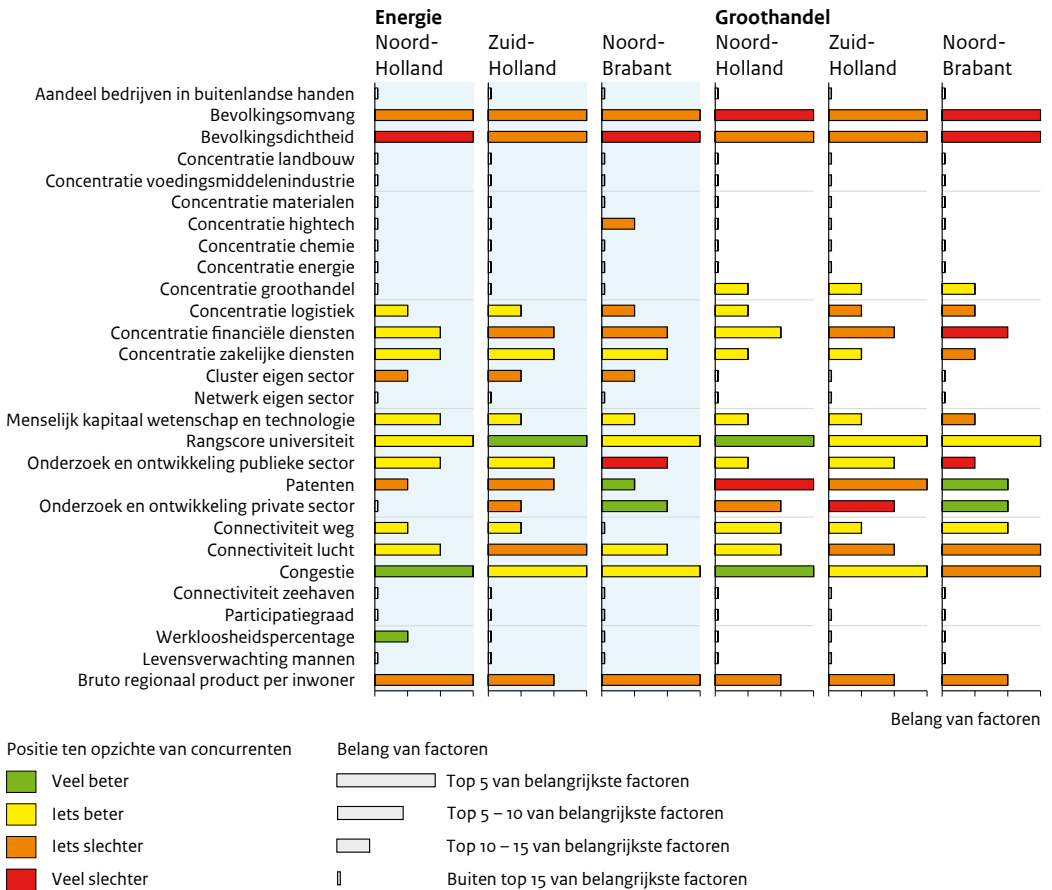 Energie
Groothandel
Noord-Holland
Zuid-Holland
Noord-Brabant
Noord-Holland
Zuid-Holland
Noord-Brabant
Aandeel bedrijven in buitenlandse handen
Bevolkingsomvang
Bevolkingsdichtheid
Concentratie landbouw
Concentratie voedingsmiddelenindustrie
Concentratie materialen
Concentratie hightech
Concentratie chemie
Concentratie energie
Concentratie groothandel
Concentratie logistiek
Concentratie financiële diensten
Concentratie zakelijke diensten
Cluster eigen sector
Netwerk eigen sector
Menselijk kapitaal wetenschap en technologie
Rangscore universiteit
Onderzoek en ontwikkeling publieke sector
Patenten
Onderzoek en ontwikkeling private sector
Connectiviteit weg
Connectiviteit lucht
Congestie
Connectiviteit zeehaven
Participatiegraad
Werkloosheidspercentage
Levensverwachting mannen
Bruto regionaal product per inwoner
Belang van factoren
Positie ten opzichte van concurrenten
Veel beter
Iets beter
Iets slechter
Veel slechter
Belang van factoren
Top 5 van belangrijkste factoren
Top 5 – 10 van belangrijkste factoren
Top 10 – 15 van belangrijkste factoren
Buiten top 15 van belangrijkste factoren